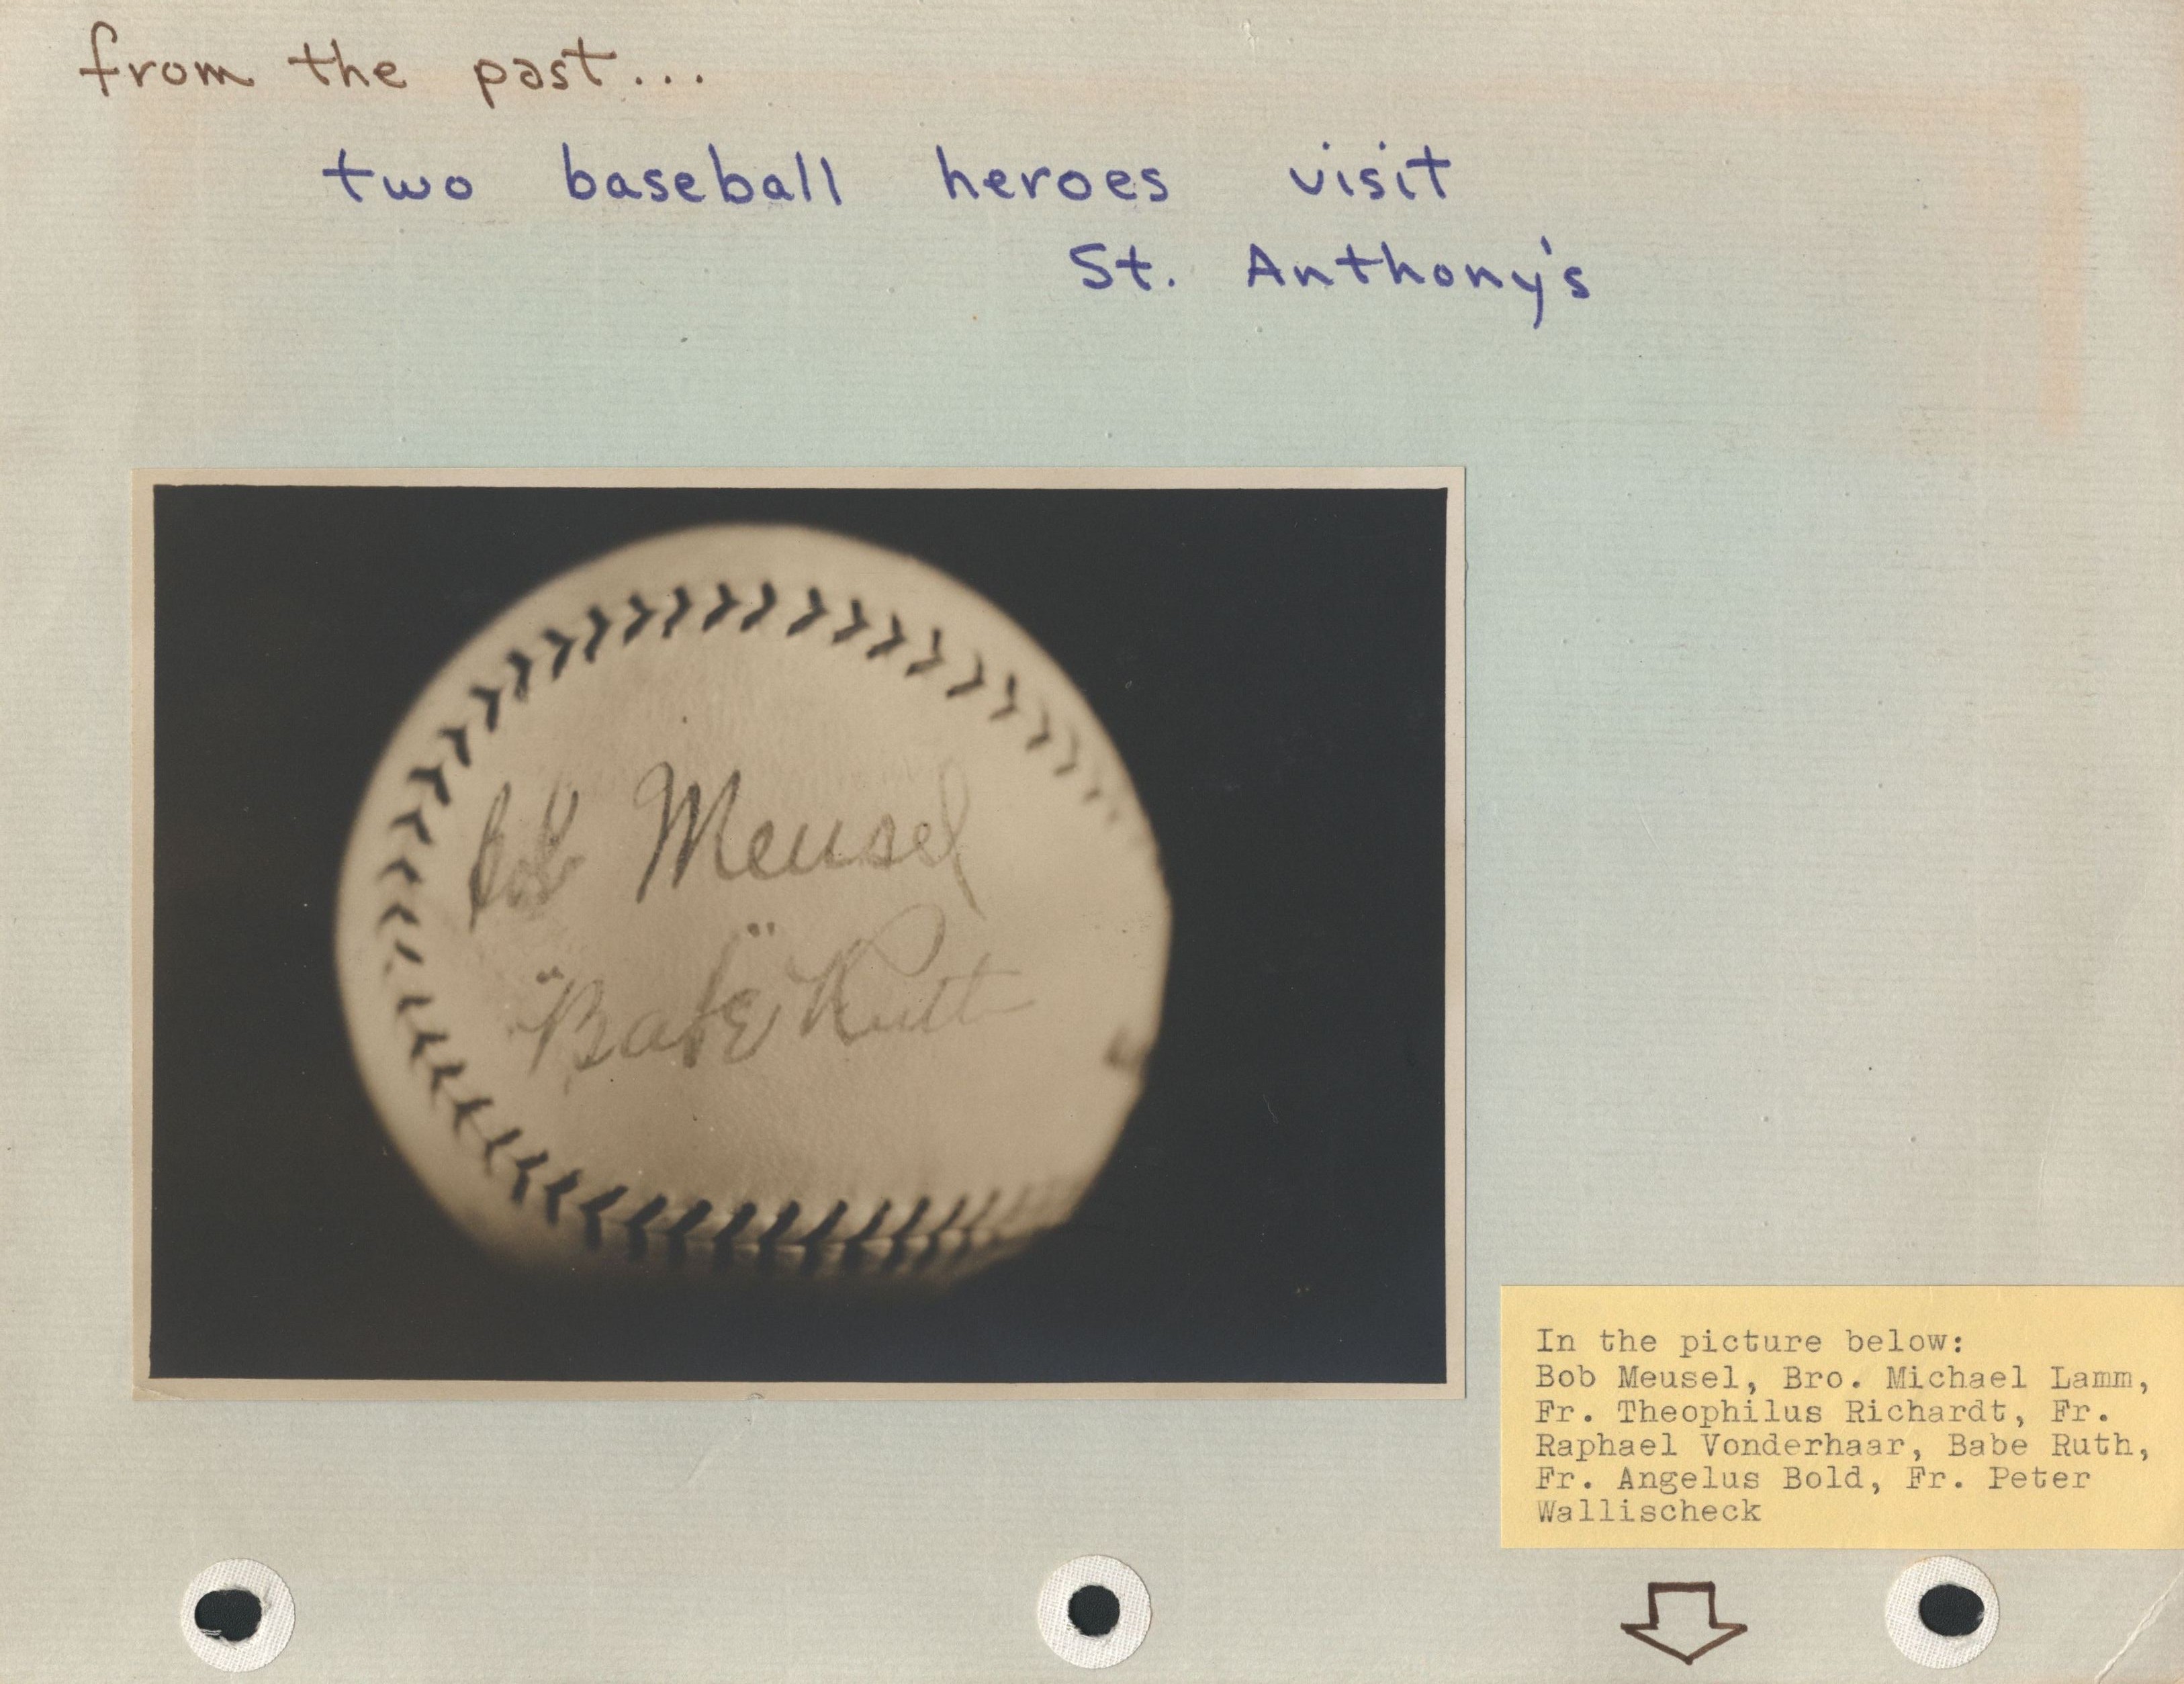 from the past...
two baseball heroes visit
St. Anthony's
Bob Meusel
"Babe" Ruth
In the picture below:
Bob Meusel, Bro. Michael Lamm,
Fr. Theophilus Richardt, Fr.
Raphael Vonderhaar, Babe Ruth,
Fr. Angelus Bold, Fr. Peter
Wallischeck